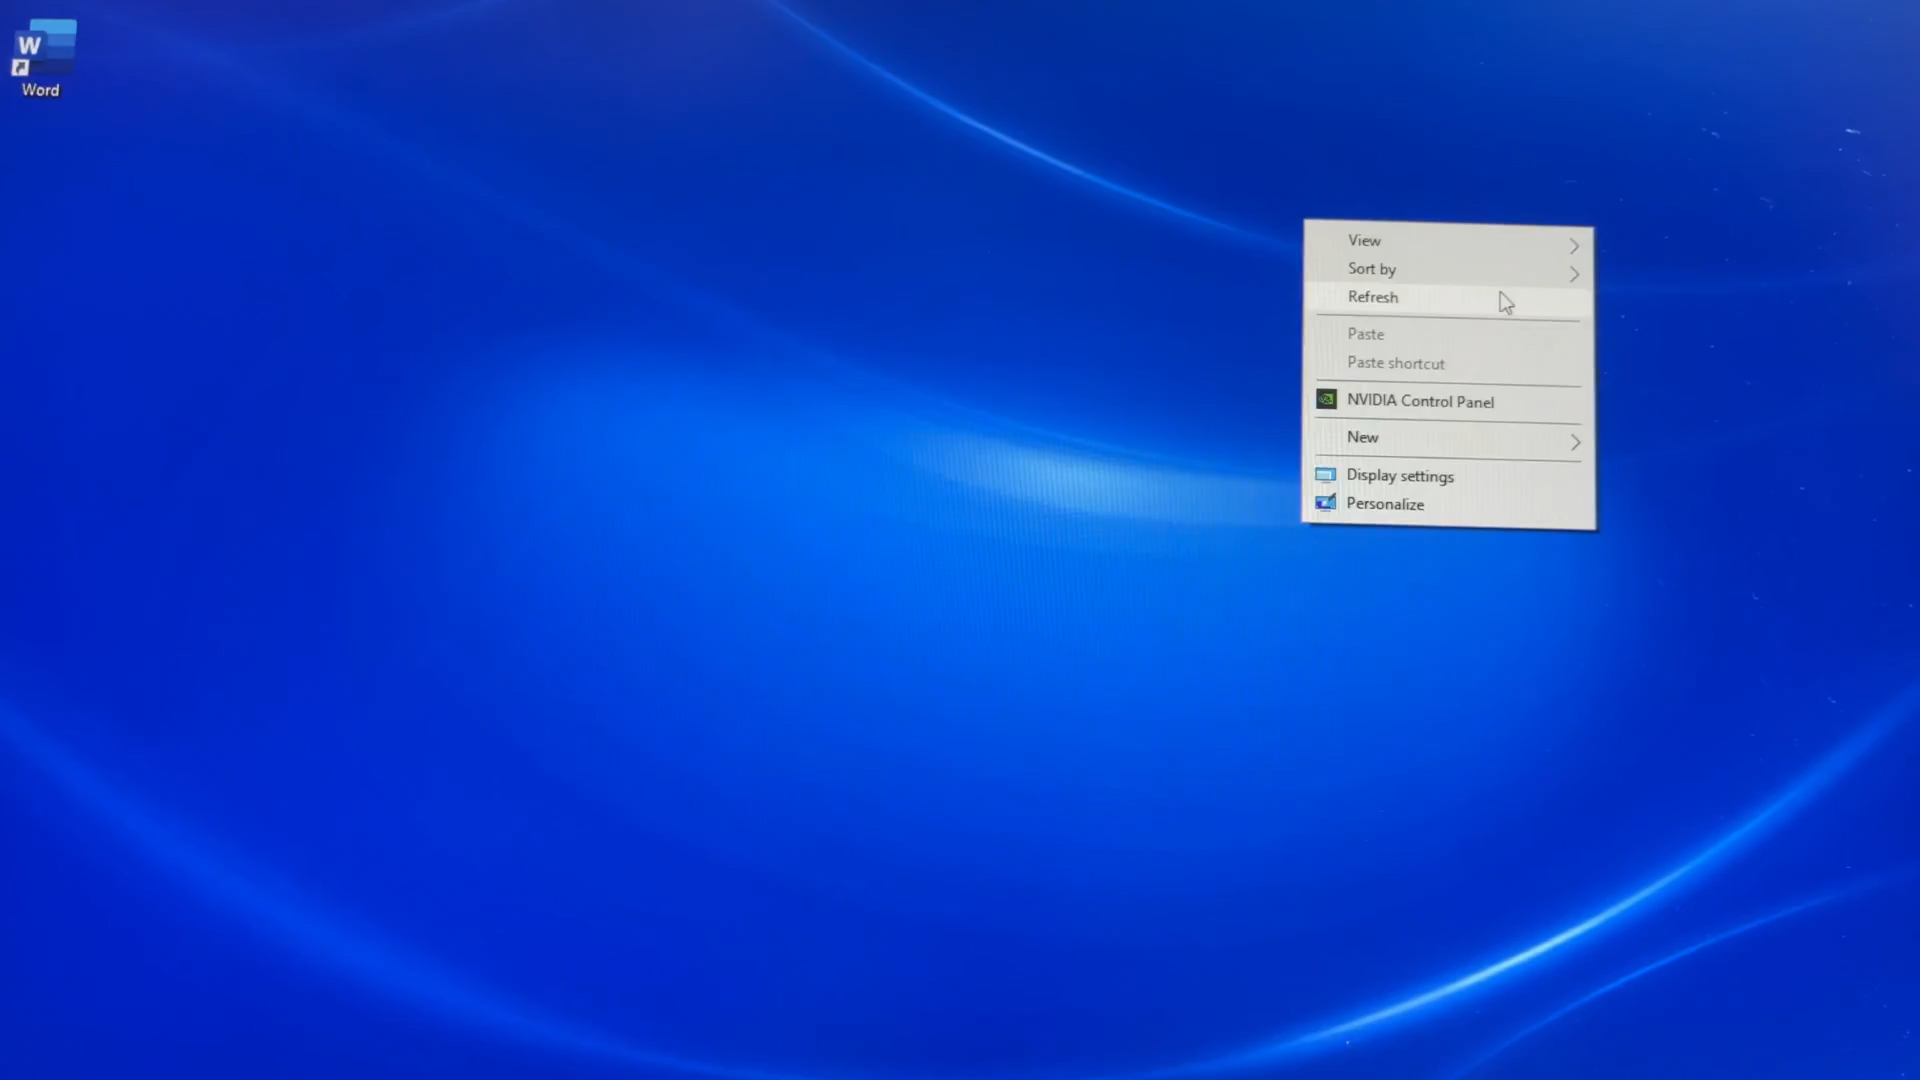 W
Word
View
Sort by
Refresh
Paste
Paste shortcut
NVIDIA Control Panel
New
Display settings
Personalize